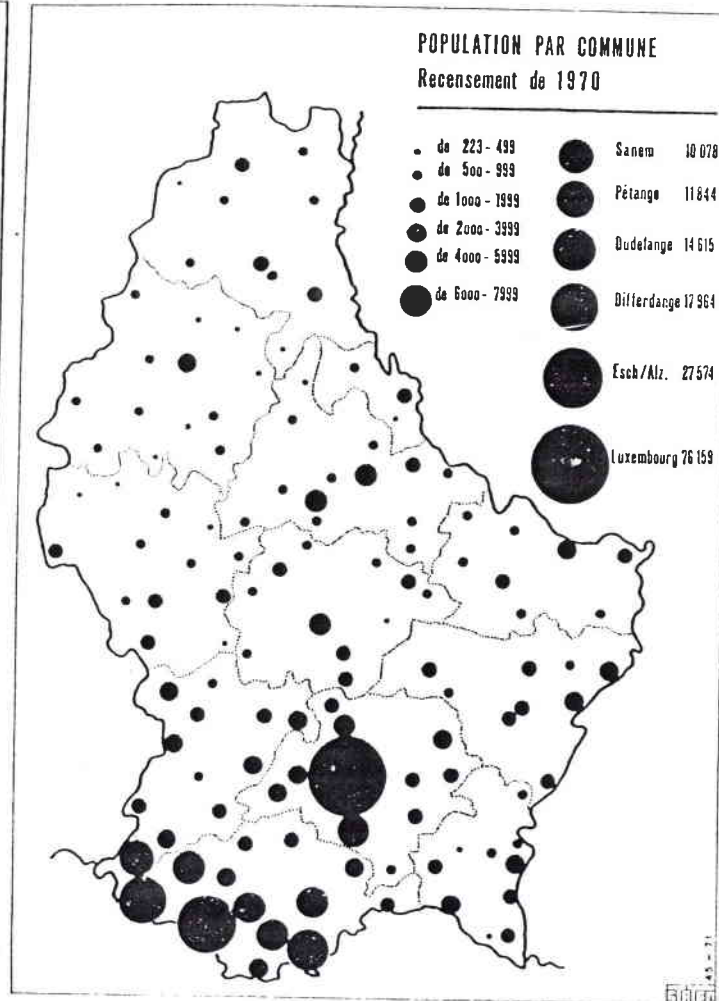 POPULATION PAR COMMUNE
Recensement de 1970
de 223 - 499
de 500 - 999
de 1000 - 1999
de 2000 - 3999
de 4000 - 5999
de 6000 - 7999
Sanem 10 078
Pétange 11 844
Dudelange 14 615
Differdange 17 964
Esch/Alz. 27 574
Luxembourg 76 159
45 - 71